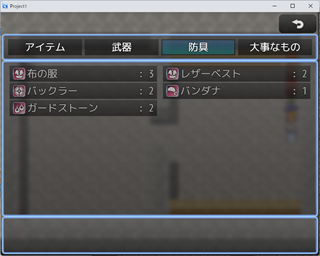 Project1
アイテム 武器 防具 大事なもの
布の服 : 3 レザーベスト : 2
バックラー : 2 バンダナ : 1
ガードストーン : 2